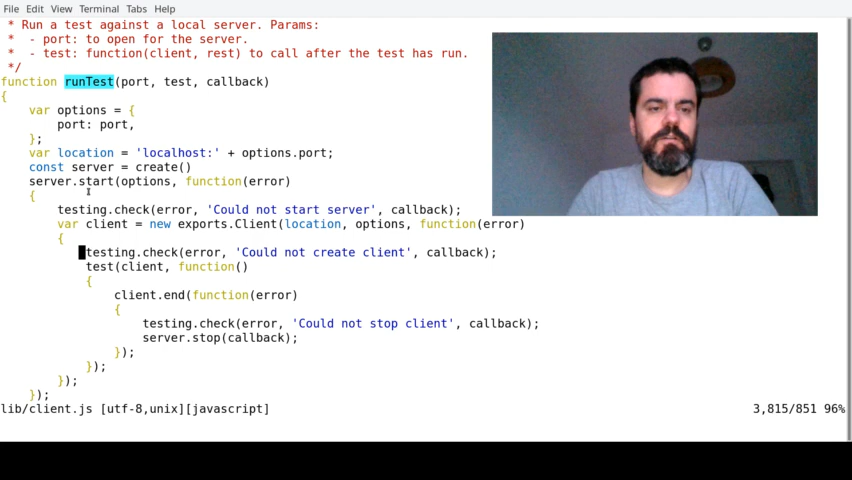 File Edit View Terminal Tabs Help
* Run a test against a local server. Params:
*  - port: to open for the server.
*  - test: function(client, rest) to call after the test has run.
*/
function runTest(port, test, callback)
{
    var options = {
        port: port,
    };
    var location = 'localhost:' + options.port;
    const server = create()
    server.start(options, function(error)
    {
        testing.check(error, 'Could not start server', callback);
        var client = new exports.Client(location, options, function(error)
        {
            testing.check(error, 'Could not create client', callback);
            test(client, function()
            {
                client.end(function(error)
                {
                    testing.check(error, 'Could not stop client', callback);
                    server.stop(callback);
                });
            });
        });
    });
lib/client.js [utf-8,unix][javascript] 3,815/851 96%